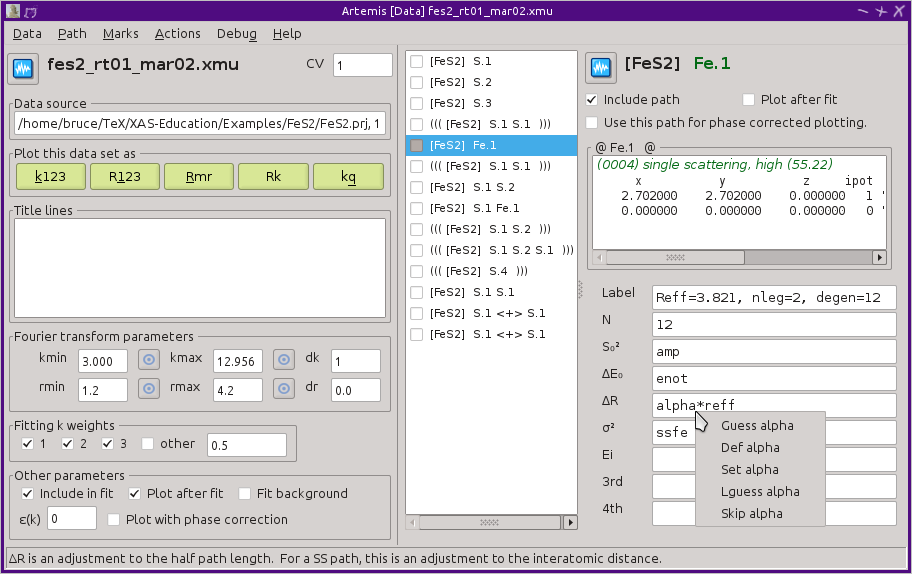 Artemis [Data] fes2_rt01_mar02.xmu
Data Path Marks Actions Debug Help
fes2_rt01_mar02.xmu
CV 1
Data source
/home/bruce/TeX/XAS-Education/Examples/FeS2/FeS2.prj, 1
Plot this data set as
k123 R123 Rmr Rk kq
Title lines
Fourier transform parameters
kmin 3.000 kmax 12.956 dk 1
rmin 1.2 rmax 4.2 dr 0.0
Fitting k weights
1 2 3 other 0.5
Other parameters
Include in fit Plot after fit Fit background
ε(k) 0 Plot with phase correction
[FeS2] S.1
[FeS2] S.2
[FeS2] S.3
((( [FeS2] S.1 S.1 )))
[FeS2] Fe.1
((( [FeS2] S.1 S.1 )))
[FeS2] S.1 S.2
[FeS2] S.1 Fe.1
((( [FeS2] S.1 S.2 )))
((( [FeS2] S.1 S.2 S.1 )))
((( [FeS2] S.4 )))
[FeS2] S.1 S.1
[FeS2] S.1 <+> S.1
[FeS2] S.1 <+> S.1
[FeS2] Fe.1
Include path Plot after fit
Use this path for phase corrected plotting.
@ Fe.1 @
(0004) single scattering, high (55.22)
x y z ipot
2.702000 2.702000 0.000000 1 '
0.000000 0.000000 0.000000 0 '
Label Reff=3.821, nleg=2, degen=12
N 12
S₀² amp
ΔE₀ enot
ΔR alpha*reff
σ² ssfe
Ei
3rd
4th
Guess alpha
Def alpha
Set alpha
Lguess alpha
Skip alpha
ΔR is an adjustment to the half path length. For a SS path, this is an adjustment to the interatomic distance.